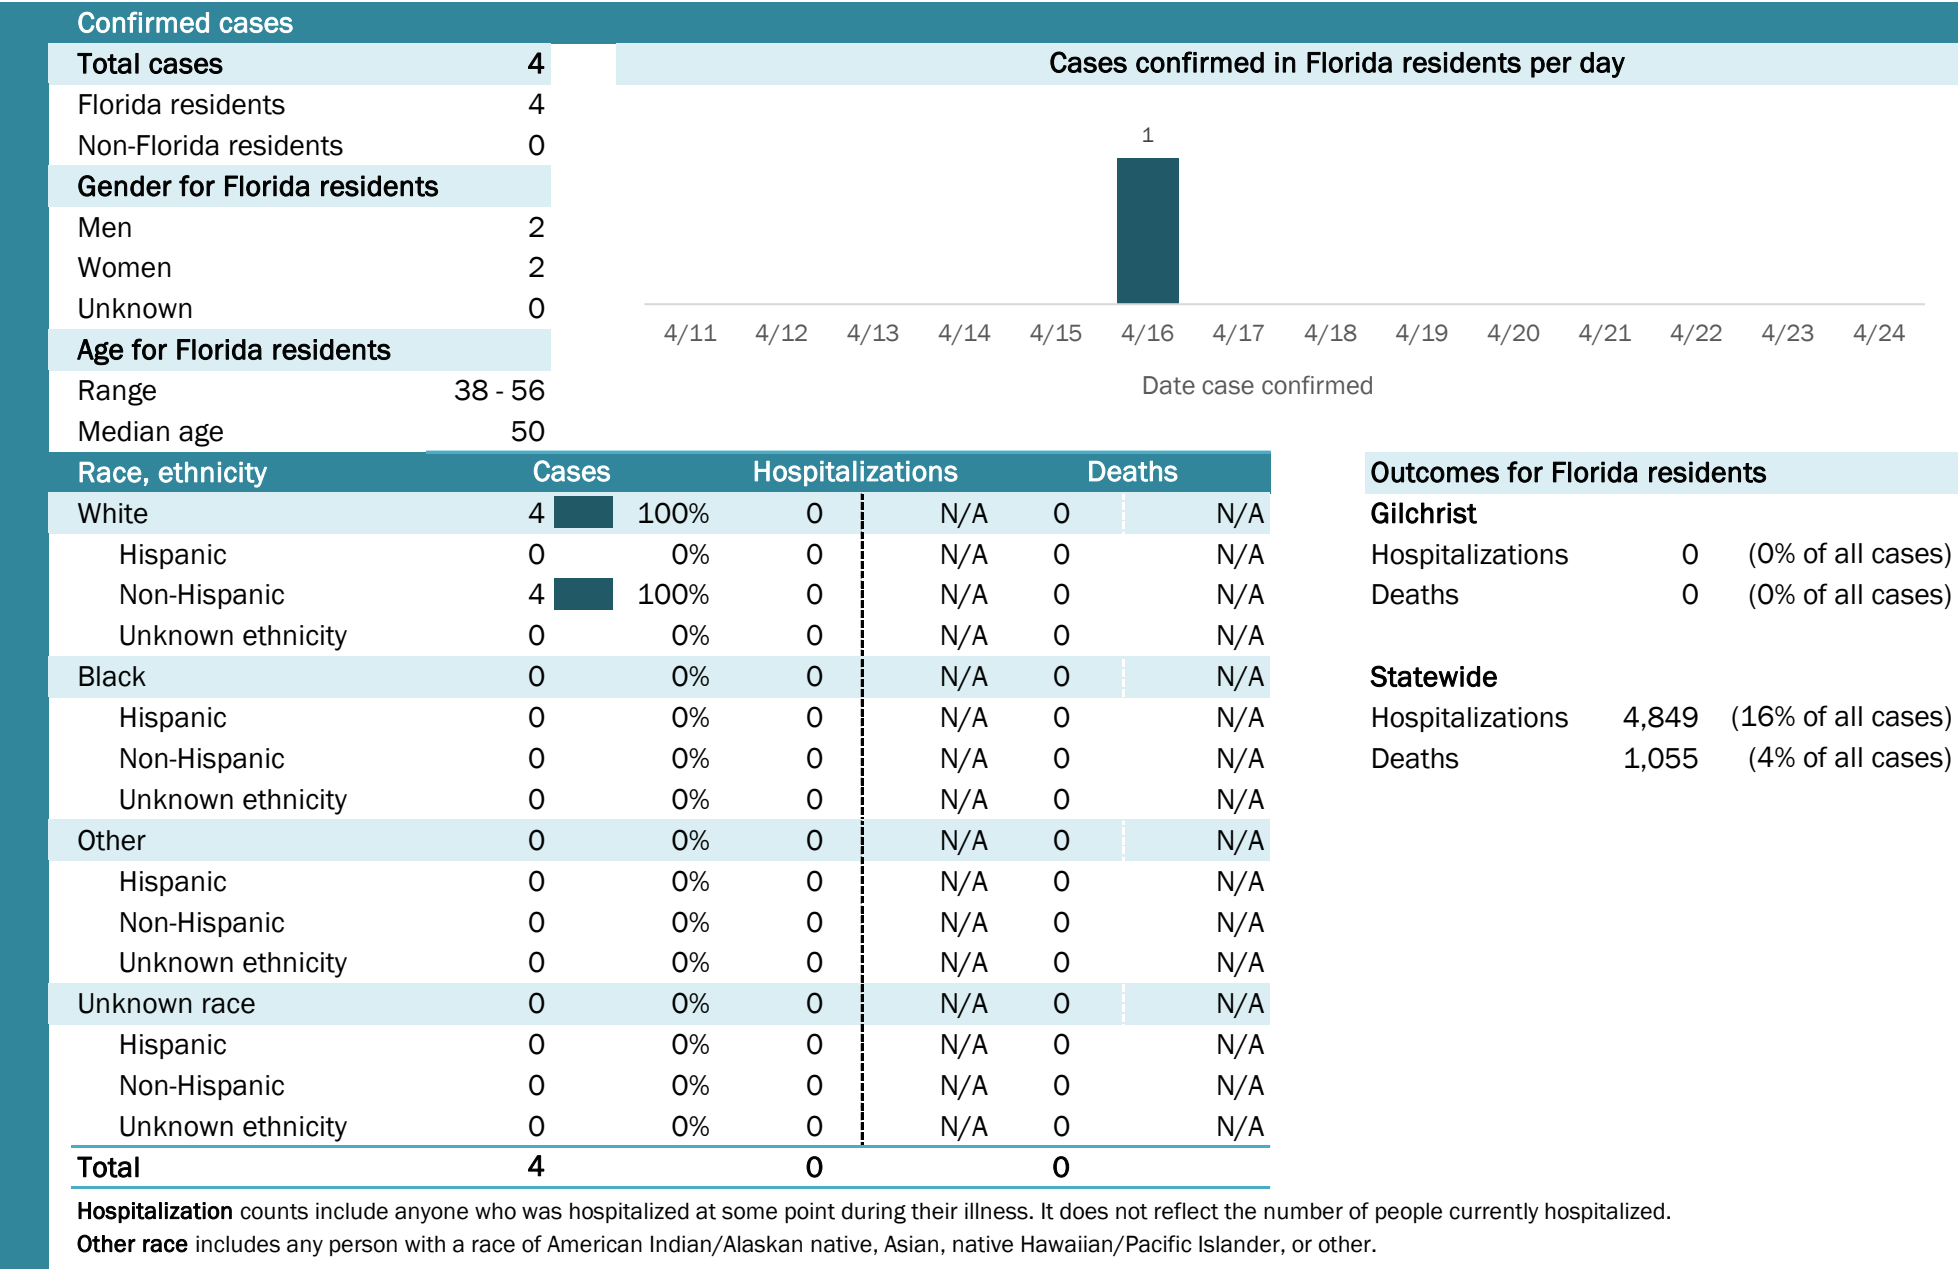 Confirmed cases
Total cases 4
Florida residents 4
Non-Florida residents 0
Gender for Florida residents
Men 2
Women 2
Unknown 0
Age for Florida residents
Range 38 - 56
Median age 50
Cases confirmed in Florida residents per day
1
4/11 4/12 4/13 4/14 4/15 4/16 4/17 4/18 4/19 4/20 4/21 4/22 4/23 4/24
Date case confirmed
Race, ethnicity Cases Hospitalizations Deaths
White 4 100% 0 N/A 0 N/A
Hispanic 0 0% 0 N/A 0 N/A
Non-Hispanic 4 100% 0 N/A 0 N/A
Unknown ethnicity 0 0% 0 N/A 0 N/A
Black 0 0% 0 N/A 0 N/A
Hispanic 0 0% 0 N/A 0 N/A
Non-Hispanic 0 0% 0 N/A 0 N/A
Unknown ethnicity 0 0% 0 N/A 0 N/A
Other 0 0% 0 N/A 0 N/A
Hispanic 0 0% 0 N/A 0 N/A
Non-Hispanic 0 0% 0 N/A 0 N/A
Unknown ethnicity 0 0% 0 N/A 0 N/A
Unknown race 0 0% 0 N/A 0 N/A
Hispanic 0 0% 0 N/A 0 N/A
Non-Hispanic 0 0% 0 N/A 0 N/A
Unknown ethnicity 0 0% 0 N/A 0 N/A
Total 4 0 0
Outcomes for Florida residents
Gilchrist
Hospitalizations 0 (0% of all cases)
Deaths 0 (0% of all cases)
Statewide
Hospitalizations 4,849 (16% of all cases)
Deaths 1,055 (4% of all cases)
Hospitalization counts include anyone who was hospitalized at some point during their illness. It does not reflect the number of people currently hospitalized.
Other race includes any person with a race of American Indian/Alaskan native, Asian, native Hawaiian/Pacific Islander, or other.